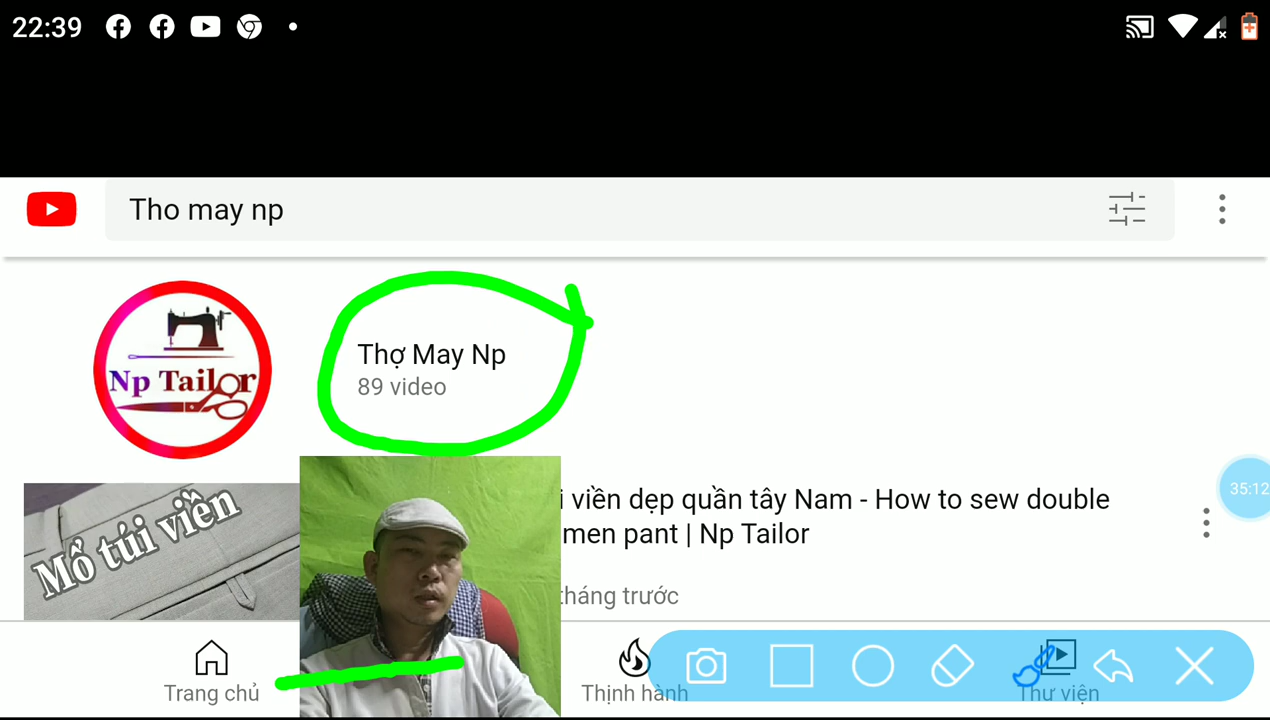 22:39
Tho may np
Np Tailor
Thợ May Np
89 video
Mổ túi viền
i viền dẹp quần tây Nam - How to sew double
men pant | Np Tailor
tháng trước
35:12
Trang chủ
Thịnh hành
Thư viện